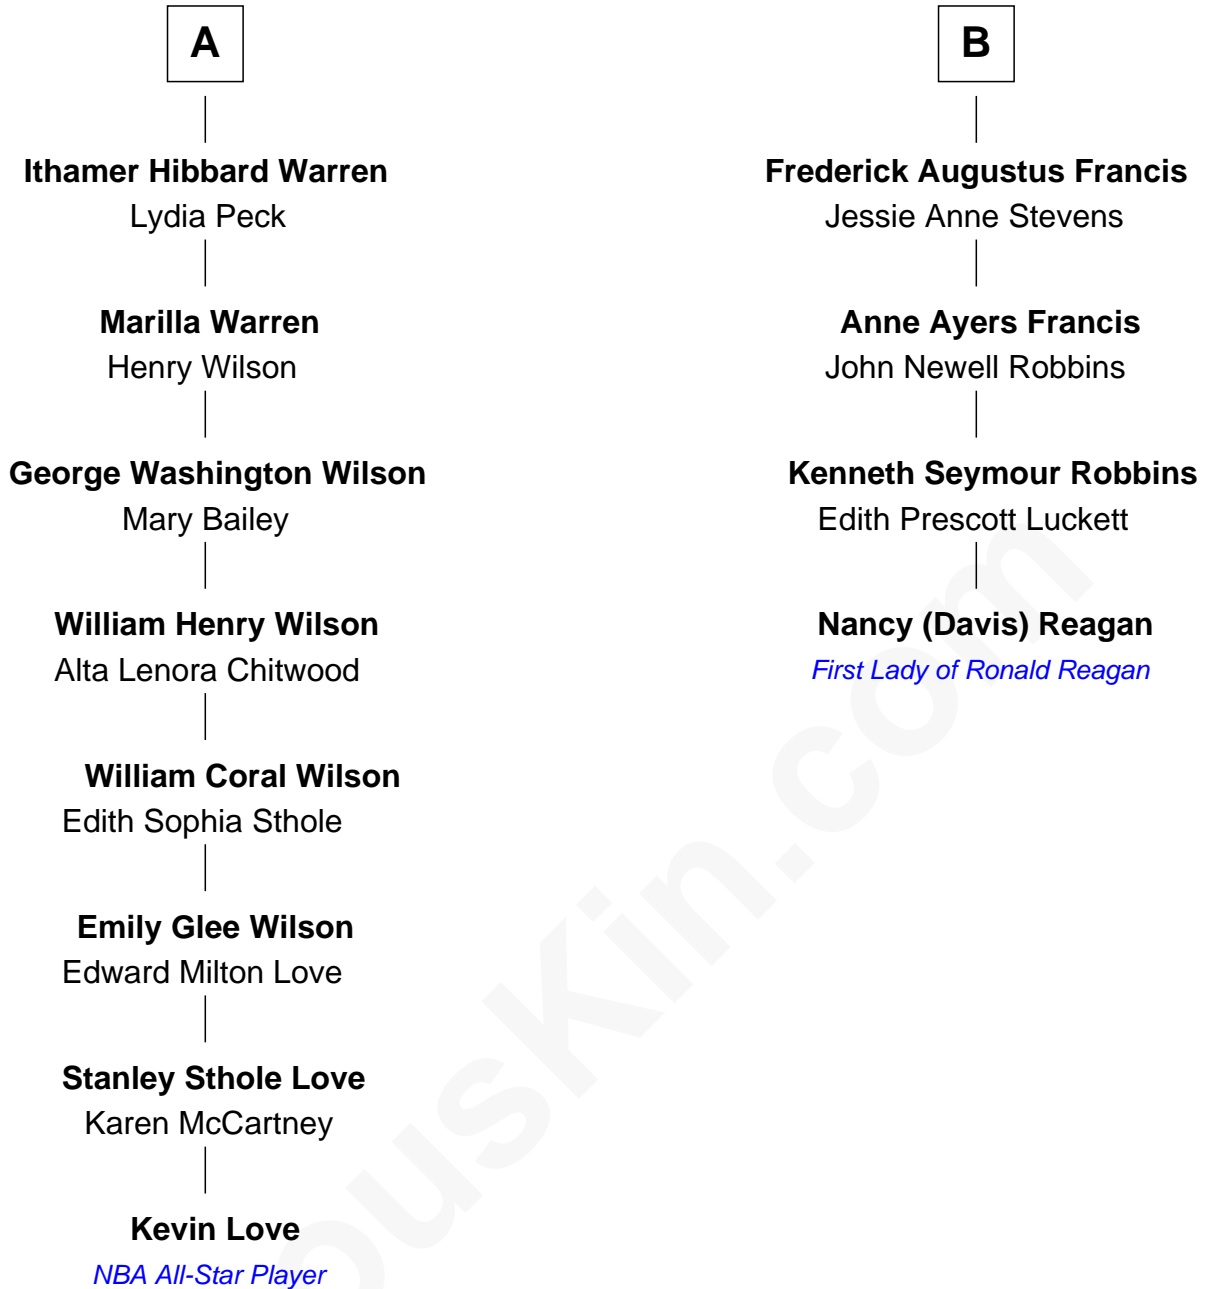 A
Ithamer Hibbard Warren
Lydia Peck
Marilla Warren
Henry Wilson
George Washington Wilson
Mary Bailey
William Henry Wilson
Alta Lenora Chitwood
William Coral Wilson
Edith Sophia Sthole
Emily Glee Wilson
Edward Milton Love
Stanley Sthole Love
Karen McCartney
Kevin Love
NBA All-Star Player
B
Frederick Augustus Francis
Jessie Anne Stevens
Anne Ayers Francis
John Newell Robbins
Kenneth Seymour Robbins
Edith Prescott Luckett
Nancy (Davis) Reagan
First Lady of Ronald Reagan
ousKin.com